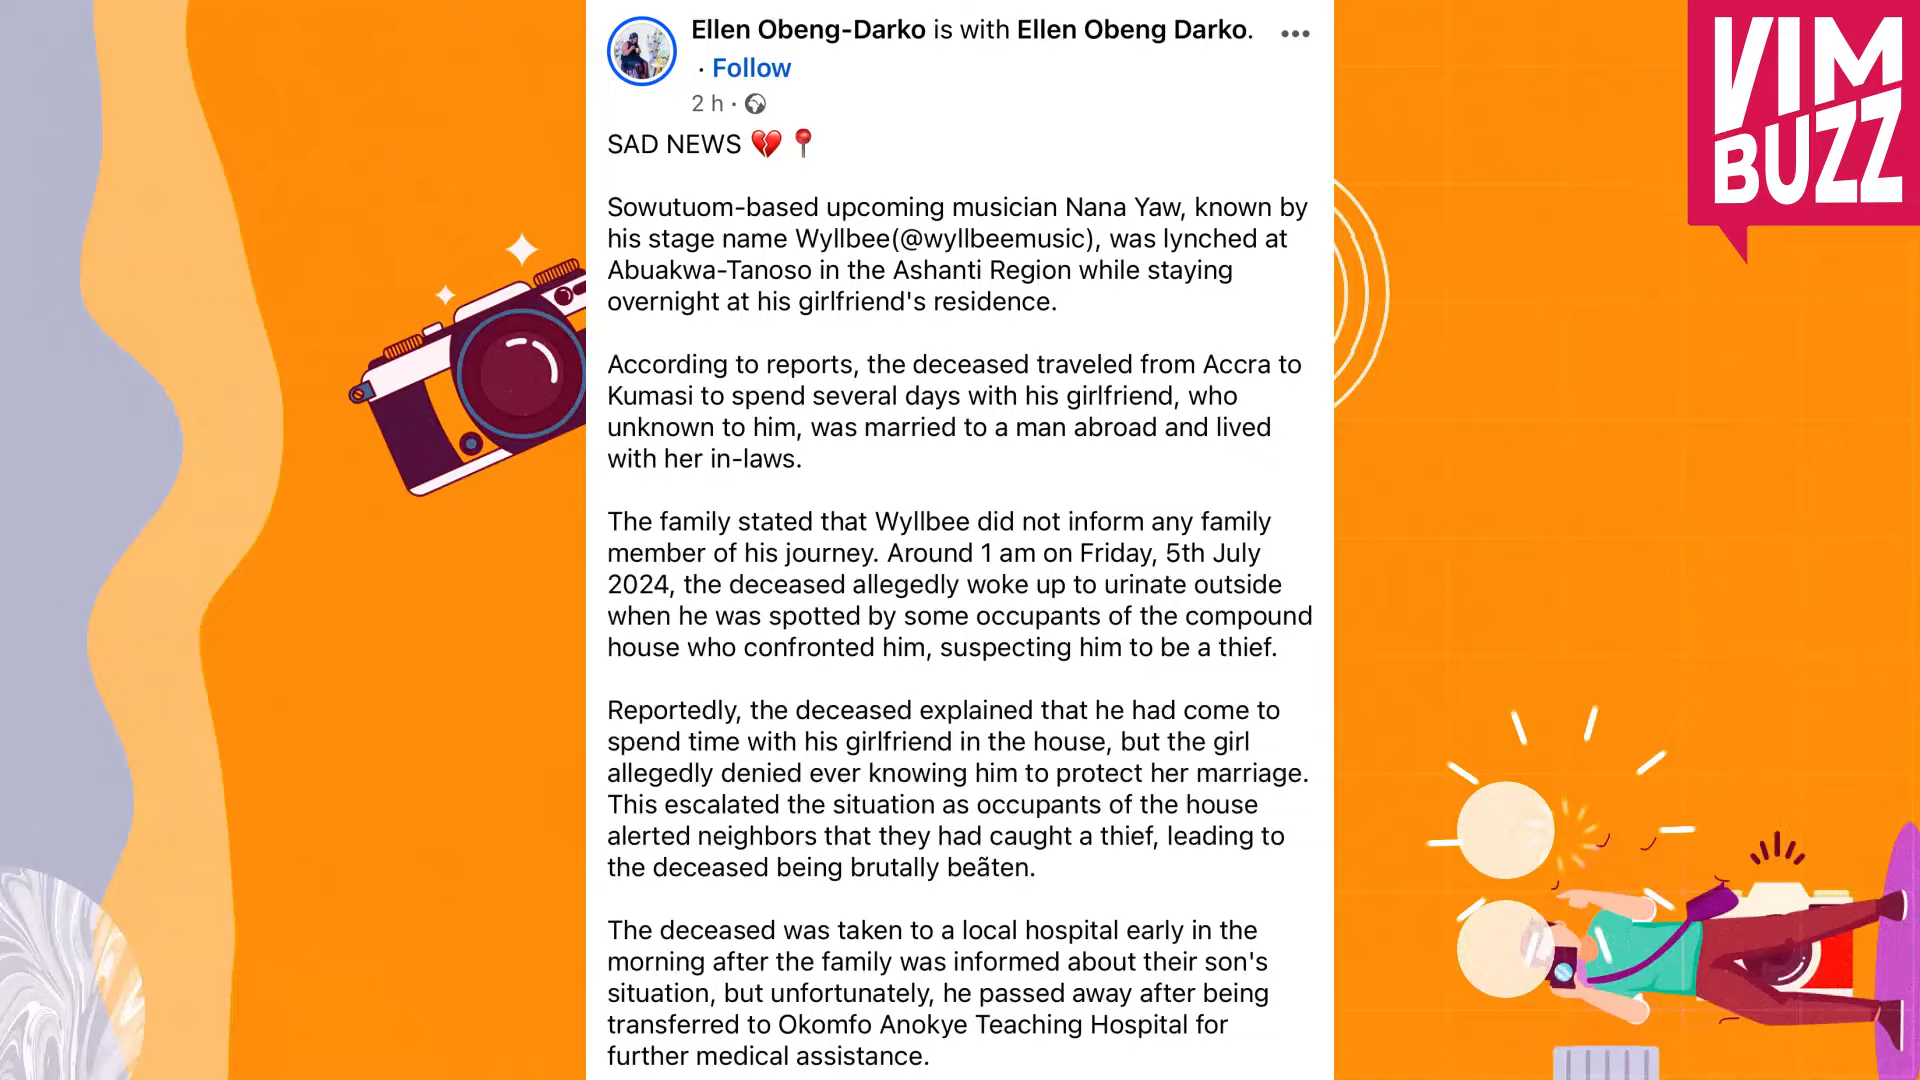 Ellen Obeng-Darko is with Ellen Obeng Darko.
· Follow
2 h ·
SAD NEWS 💔 📍
Sowutuom-based upcoming musician Nana Yaw, known by
his stage name Wyllbee(@wyllbeemusic), was lynched at
Abuakwa-Tanoso in the Ashanti Region while staying
overnight at his girlfriend's residence.
According to reports, the deceased traveled from Accra to
Kumasi to spend several days with his girlfriend, who
unknown to him, was married to a man abroad and lived
with her in-laws.
The family stated that Wyllbee did not inform any family
member of his journey. Around 1 am on Friday, 5th July
2024, the deceased allegedly woke up to urinate outside
when he was spotted by some occupants of the compound
house who confronted him, suspecting him to be a thief.
Reportedly, the deceased explained that he had come to
spend time with his girlfriend in the house, but the girl
allegedly denied ever knowing him to protect her marriage.
This escalated the situation as occupants of the house
alerted neighbors that they had caught a thief, leading to
the deceased being brutally beãten.
The deceased was taken to a local hospital early in the
morning after the family was informed about their son's
situation, but unfortunately, he passed away after being
transferred to Okomfo Anokye Teaching Hospital for
further medical assistance.
VIM
BUZZ